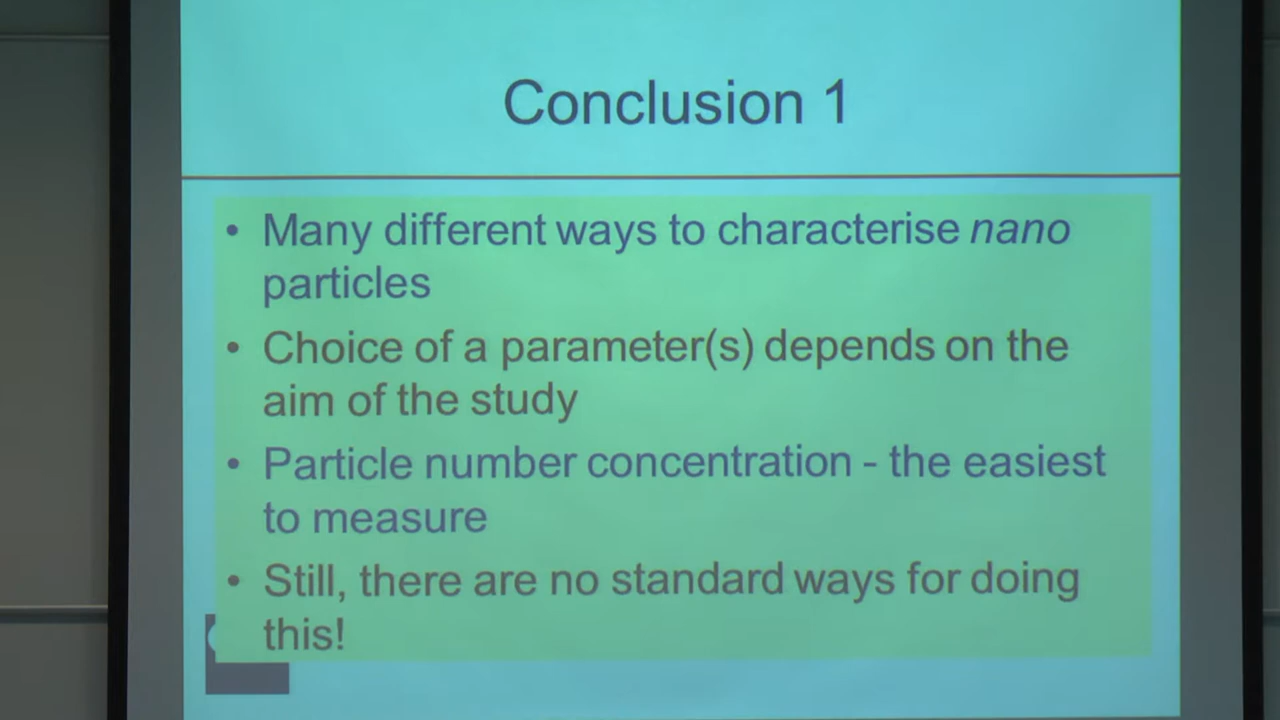 Conclusion 1
• Many different ways to characterise nano
particles
• Choice of a parameter(s) depends on the
aim of the study
• Particle number concentration - the easiest
to measure
• Still, there are no standard ways for doing
this!